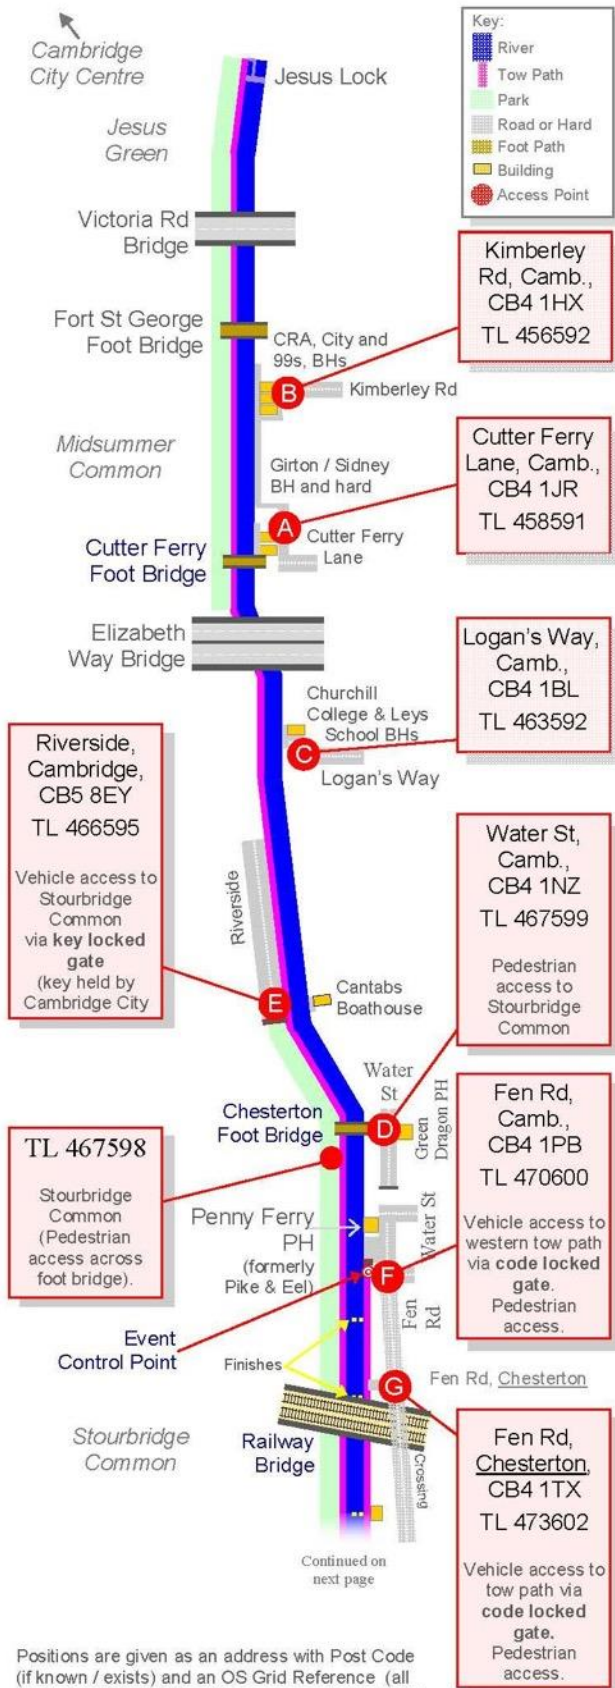 Cambridge
City Centre
Key:
River
Tow Path
Park
Road or Hard
Foot Path
Building
Access Point
Jesus Lock
Jesus
Green
Victoria Rd
Bridge
Kimberley
Rd, Camb.,
CB4 1HX
TL 456592
Fort St George
Foot Bridge
CRA, City and
99s, BHs
B
Kimberley Rd
Midsummer
Common
Girton / Sidney
BH and hard
Cutter Ferry
Lane, Camb.,
CB4 1JR
TL 458591
A
Cutter Ferry
Lane
Cutter Ferry
Foot Bridge
Elizabeth
Way Bridge
Logan's Way,
Camb.,
CB4 1BL
TL 463592
Churchill
College & Leys
School BHs
C
Logan's Way
Riverside,
Cambridge,
CB5 8EY
TL 466595
Vehicle access to
Stourbridge
Common
via key locked
gate
(key held by
Cambridge City
Riverside
E
Cantabs
Boathouse
Water St,
Camb.,
CB4 1NZ
TL 467599
Pedestrian
access to
Stourbridge
Common
Water
St
Green
Dragon PH
Chesterton
Foot Bridge
D
TL 467598
Stourbridge
Common
(Pedestrian
access across
foot bridge).
Fen Rd,
Camb.,
CB4 1PB
TL 470600
Vehicle access to
western tow path
via code locked
gate.
Pedestrian
access.
Penny Ferry
PH
(formerly
Pike & Eel)
Water St
F
Fen
Rd
Event
Control Point
Finishes
G
Fen Rd, Chesterton
Stourbridge
Common
Railway
Bridge
Crossing
Fen Rd,
Chesterton,
CB4 1TX
TL 473602
Vehicle access to
tow path via
code locked
gate.
Pedestrian
access.
Continued on
next page
Positions are given as an address with Post Code
(if known / exists) and an OS Grid Reference (all